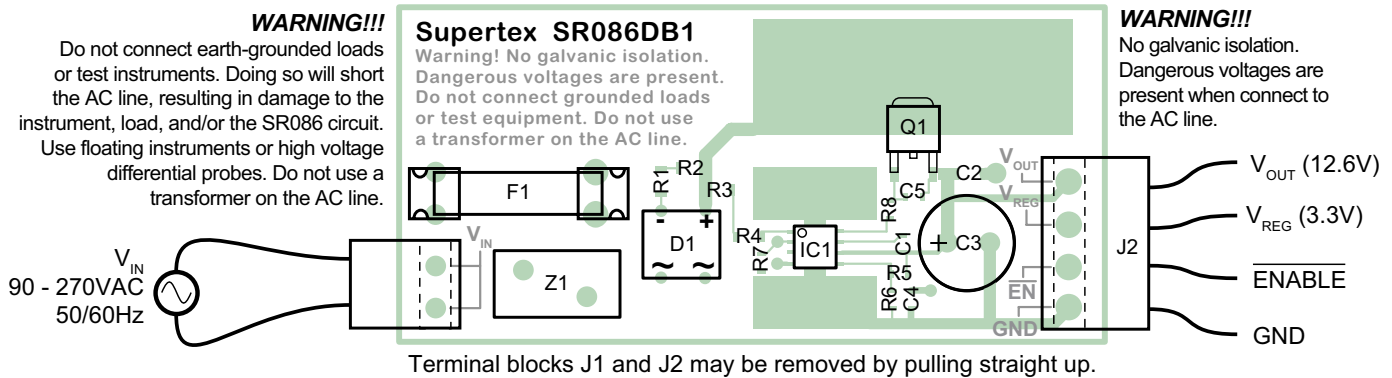 WARNING!!!
Do not connect earth-grounded loads
or test instruments. Doing so will short
the AC line, resulting in damage to the
instrument, load, and/or the SR086 circuit.
Use floating instruments or high voltage
differential probes. Do not use a
transformer on the AC line.
Supertex SR086DB1
Warning! No galvanic isolation.
Dangerous voltages are present.
Do not connect grounded loads
or test equipment. Do not use
a transformer on the AC line.
WARNING!!!
No galvanic isolation.
Dangerous voltages are
present when connect to
the AC line.
VIN
90 - 270VAC
50/60Hz
VIN
F1
Z1
R1
R2
R3
- +
D1
~ ~
R4
R7
IC1
Q1
C5
R8
C2
C1
+ C3
R5
R6
C4
VOUT
VREG
EN
GND
J2
VOUT (12.6V)
VREG (3.3V)
ENABLE
GND
Terminal blocks J1 and J2 may be removed by pulling straight up.